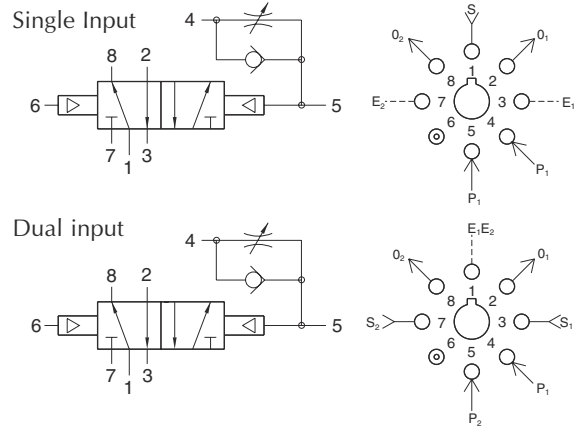 Single Input
4
8 2
6
5
7 3
1
S
0₂ 0₁
1
8 2
E₂ 7 3 E₁
6 4
5
P₁
P₁
Dual input
4
8 2
6
5
7 3
1
E₁E₂
0₂ 0₁
1
8 2
S₂ 7 3 S₁
6 4
5
P₁
P₂